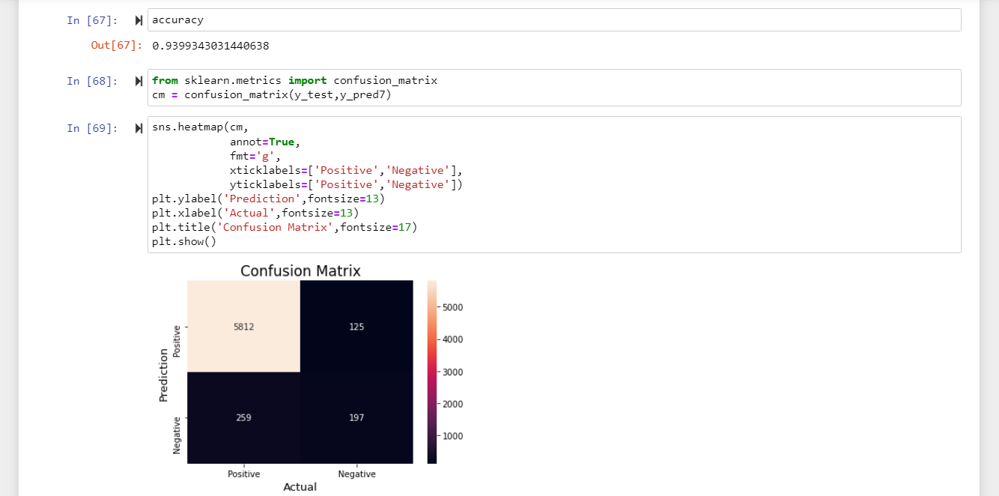 In [67]: accuracy
Out[67]: 0.9399343031440638
In [68]: from sklearn.metrics import confusion_matrix
cm = confusion_matrix(y_test,y_pred7)
In [69]: sns.heatmap(cm,
            annot=True,
            fmt='g',
            xticklabels=['Positive','Negative'],
            yticklabels=['Positive','Negative'])
plt.ylabel('Prediction',fontsize=13)
plt.xlabel('Actual',fontsize=13)
plt.title('Confusion Matrix',fontsize=17)
plt.show()
Confusion Matrix
Prediction
Positive
Negative
5812
125
259
197
5000
4000
3000
2000
1000
Positive
Negative
Actual